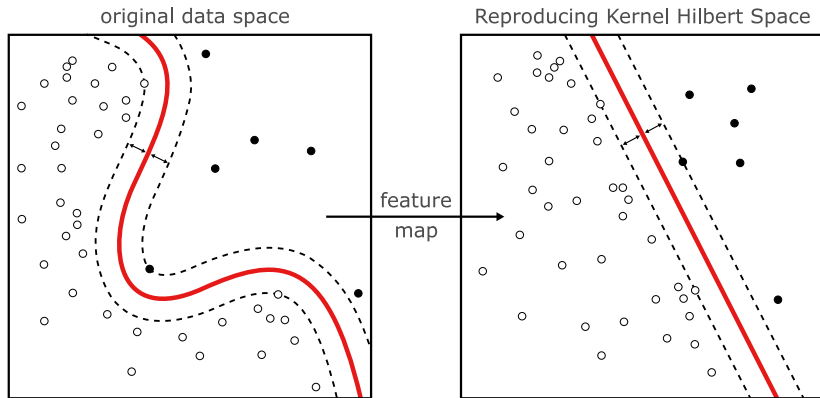 original data space
Reproducing Kernel Hilbert Space
feature
map